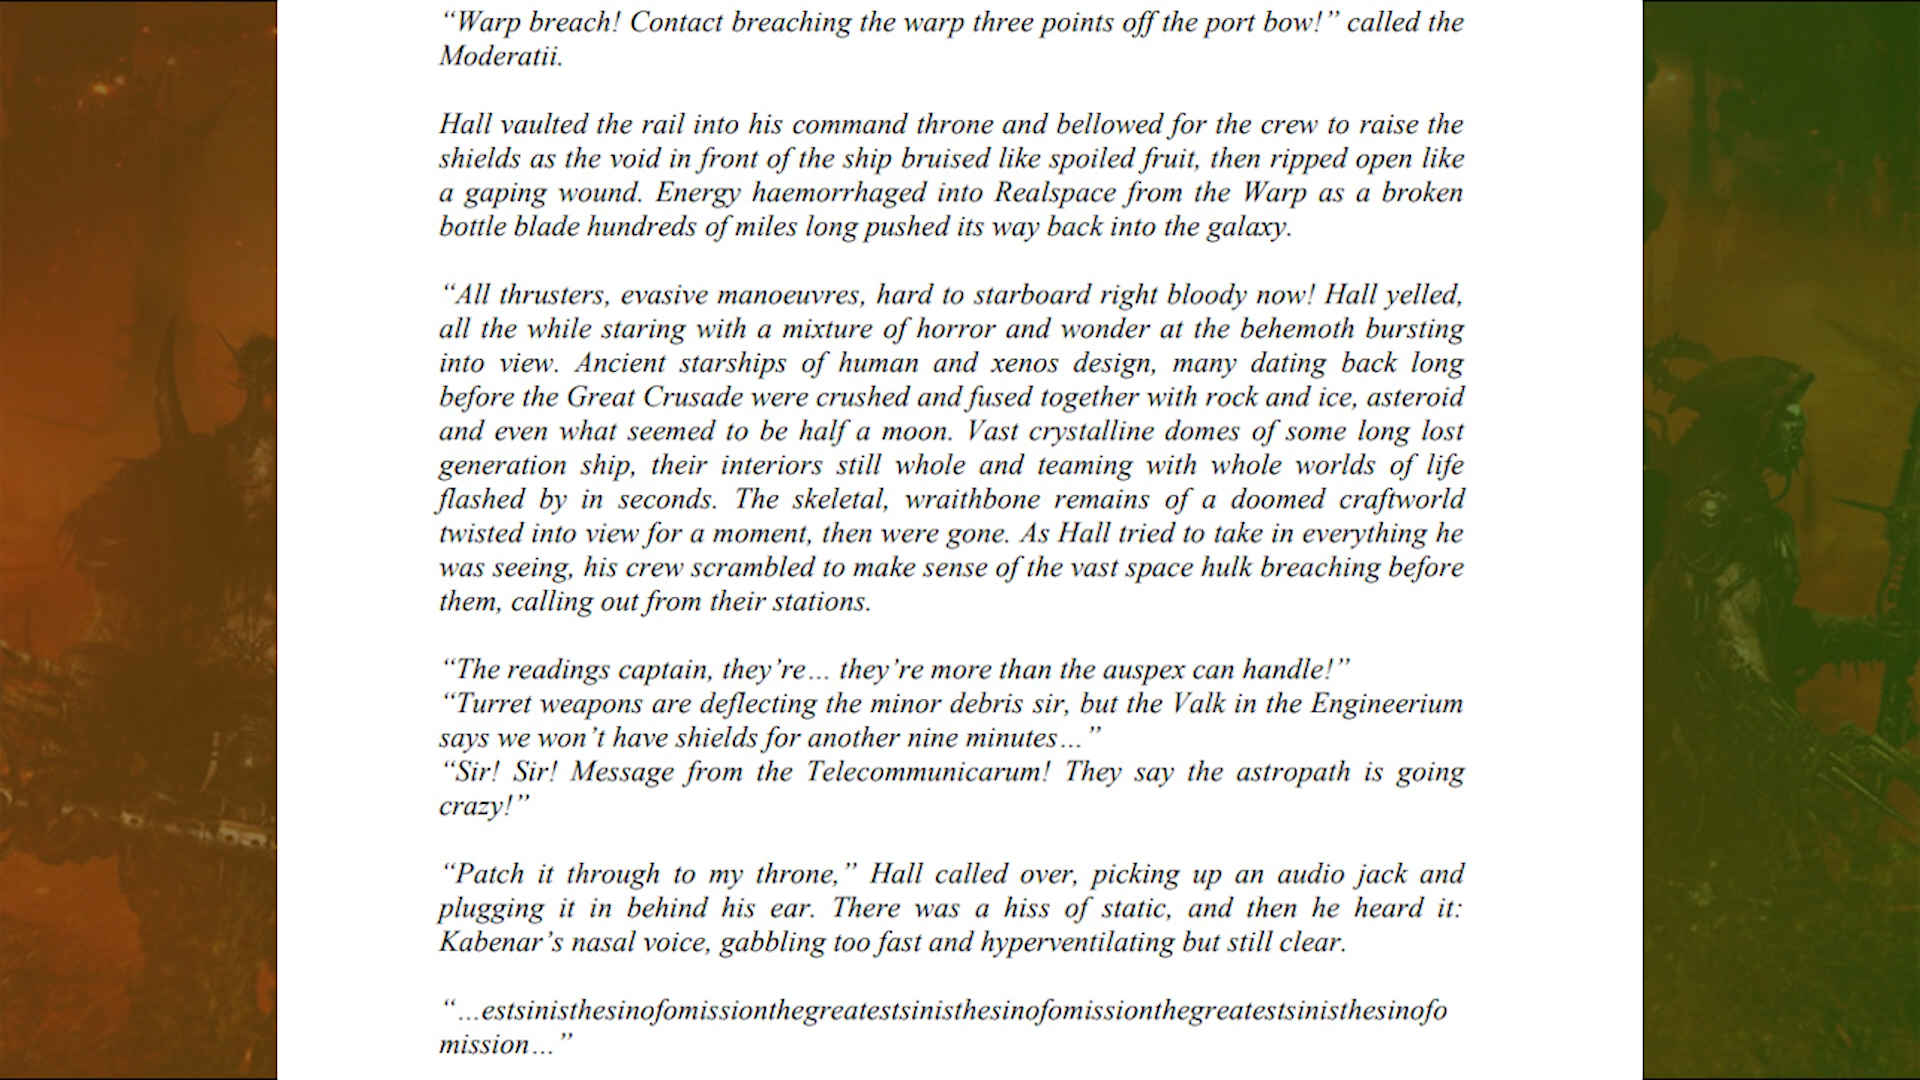 “Warp breach! Contact breaching the warp three points off the port bow!” called the
Moderatii.
Hall vaulted the rail into his command throne and bellowed for the crew to raise the
shields as the void in front of the ship bruised like spoiled fruit, then ripped open like
a gaping wound. Energy haemorrhaged into Realspace from the Warp as a broken
bottle blade hundreds of miles long pushed its way back into the galaxy.
“All thrusters, evasive manoeuvres, hard to starboard right bloody now! Hall yelled,
all the while staring with a mixture of horror and wonder at the behemoth bursting
into view. Ancient starships of human and xenos design, many dating back long
before the Great Crusade were crushed and fused together with rock and ice, asteroid
and even what seemed to be half a moon. Vast crystalline domes of some long lost
generation ship, their interiors still whole and teaming with whole worlds of life
flashed by in seconds. The skeletal, wraithbone remains of a doomed craftworld
twisted into view for a moment, then were gone. As Hall tried to take in everything he
was seeing, his crew scrambled to make sense of the vast space hulk breaching before
them, calling out from their stations.
“The readings captain, they’re… they’re more than the auspex can handle!”
“Turret weapons are deflecting the minor debris sir, but the Valk in the Engineerium
says we won’t have shields for another nine minutes…”
“Sir! Sir! Message from the Telecommunicarum! They say the astropath is going
crazy!”
“Patch it through to my throne,” Hall called over, picking up an audio jack and
plugging it in behind his ear. There was a hiss of static, and then he heard it:
Kabenar’s nasal voice, gabbling too fast and hyperventilating but still clear.
“…estsinisthesinofomissionthegreatestsinisthesinofomissionthegreatestsinisthesinofo
mission…”